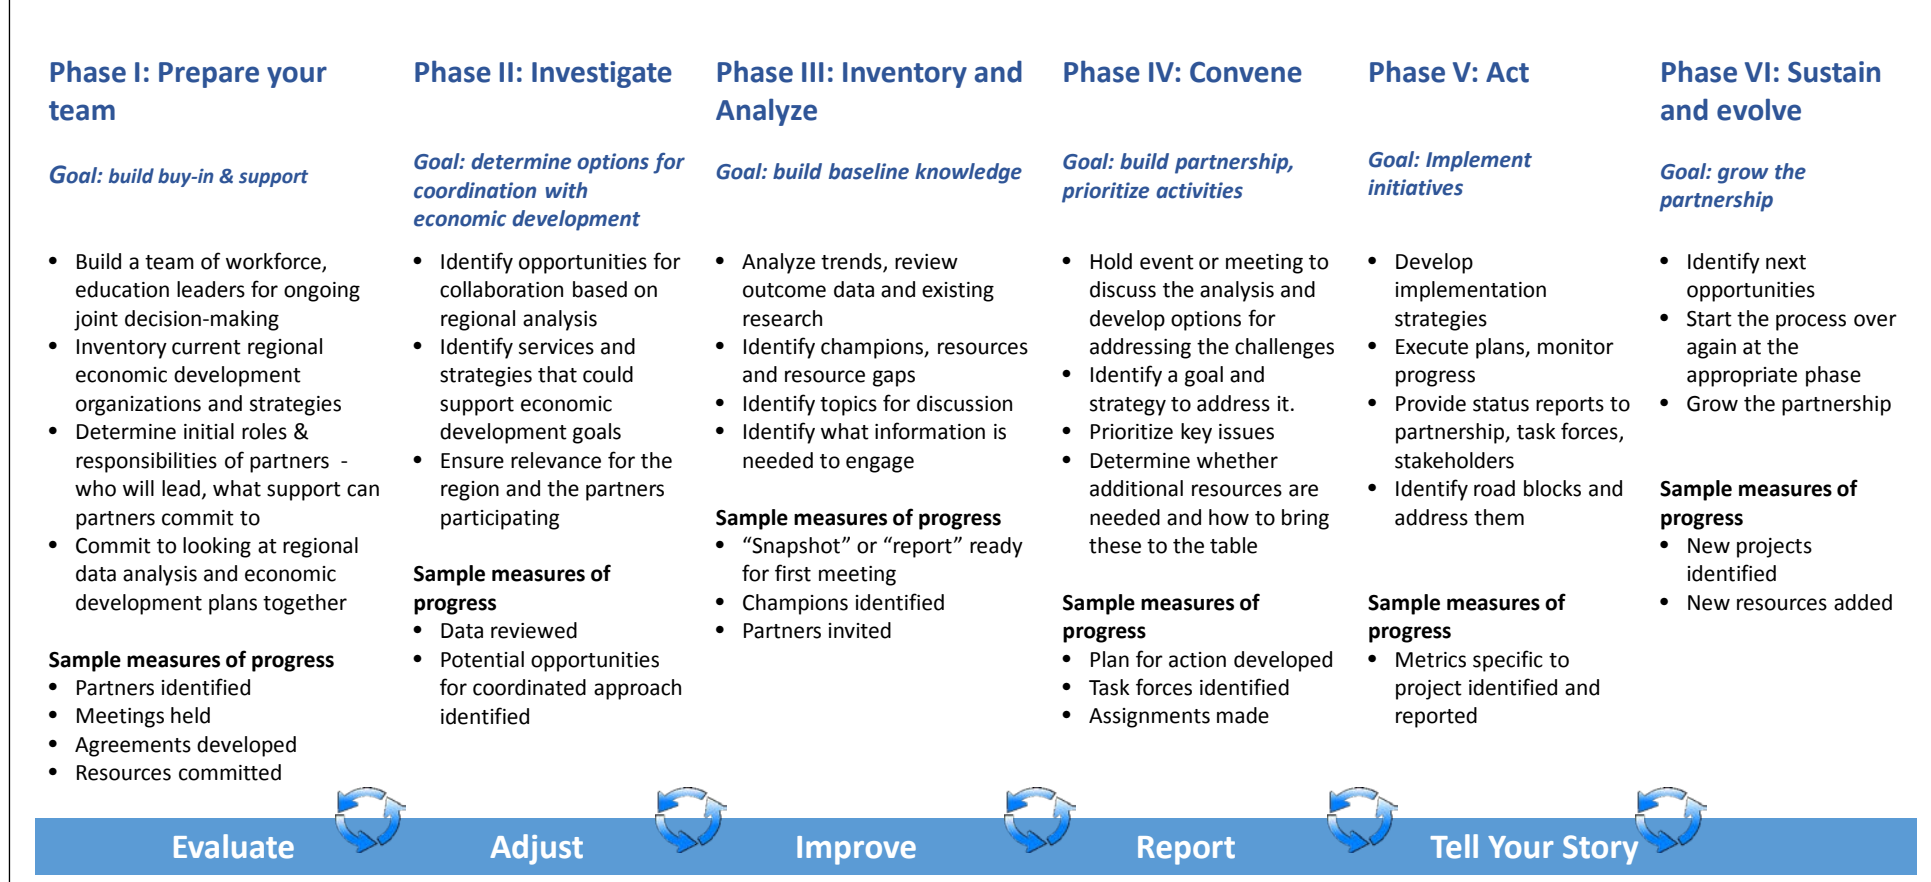 Phase I: Prepare your
team
Goal: build buy-in & support
• Build a team of workforce,
education leaders for ongoing
joint decision-making
• Inventory current regional
economic development
organizations and strategies
• Determine initial roles &
responsibilities of partners -
who will lead, what support can
partners commit to
• Commit to looking at regional
data analysis and economic
development plans together
Sample measures of progress
• Partners identified
• Meetings held
• Agreements developed
• Resources committed
Phase II: Investigate
Goal: determine options for
coordination with
economic development
• Identify opportunities for
collaboration based on
regional analysis
• Identify services and
strategies that could
support economic
development goals
• Ensure relevance for the
region and the partners
participating
Sample measures of
progress
• Data reviewed
• Potential opportunities
for coordinated approach
identified
Phase III: Inventory and
Analyze
Goal: build baseline knowledge
• Analyze trends, review
outcome data and existing
research
• Identify champions, resources
and resource gaps
• Identify topics for discussion
• Identify what information is
needed to engage
Sample measures of progress
• “Snapshot” or “report” ready
for first meeting
• Champions identified
• Partners invited
Phase IV: Convene
Goal: build partnership,
prioritize activities
• Hold event or meeting to
discuss the analysis and
develop options for
addressing the challenges
• Identify a goal and
strategy to address it.
• Prioritize key issues
• Determine whether
additional resources are
needed and how to bring
these to the table
Sample measures of
progress
• Plan for action developed
• Task forces identified
• Assignments made
Phase V: Act
Goal: Implement
initiatives
• Develop
implementation
strategies
• Execute plans, monitor
progress
• Provide status reports to
partnership, task forces,
stakeholders
• Identify road blocks and
address them
Sample measures of
progress
• Metrics specific to
project identified and
reported
Phase VI: Sustain
and evolve
Goal: grow the
partnership
• Identify next
opportunities
• Start the process over
again at the
appropriate phase
• Grow the partnership
Sample measures of
progress
• New projects
identified
• New resources added
Evaluate
Adjust
Improve
Report
Tell Your Story